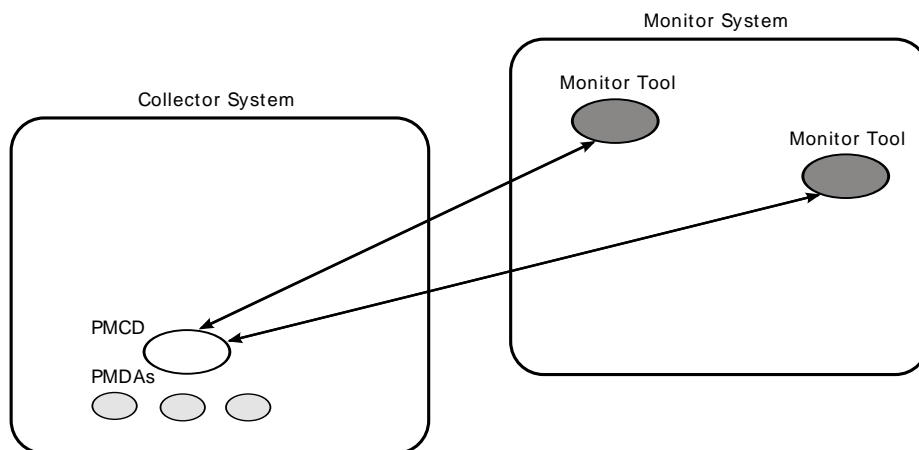 Monitor System
Monitor Tool
Collector System
Monitor Tool
PMCD
PMDAs